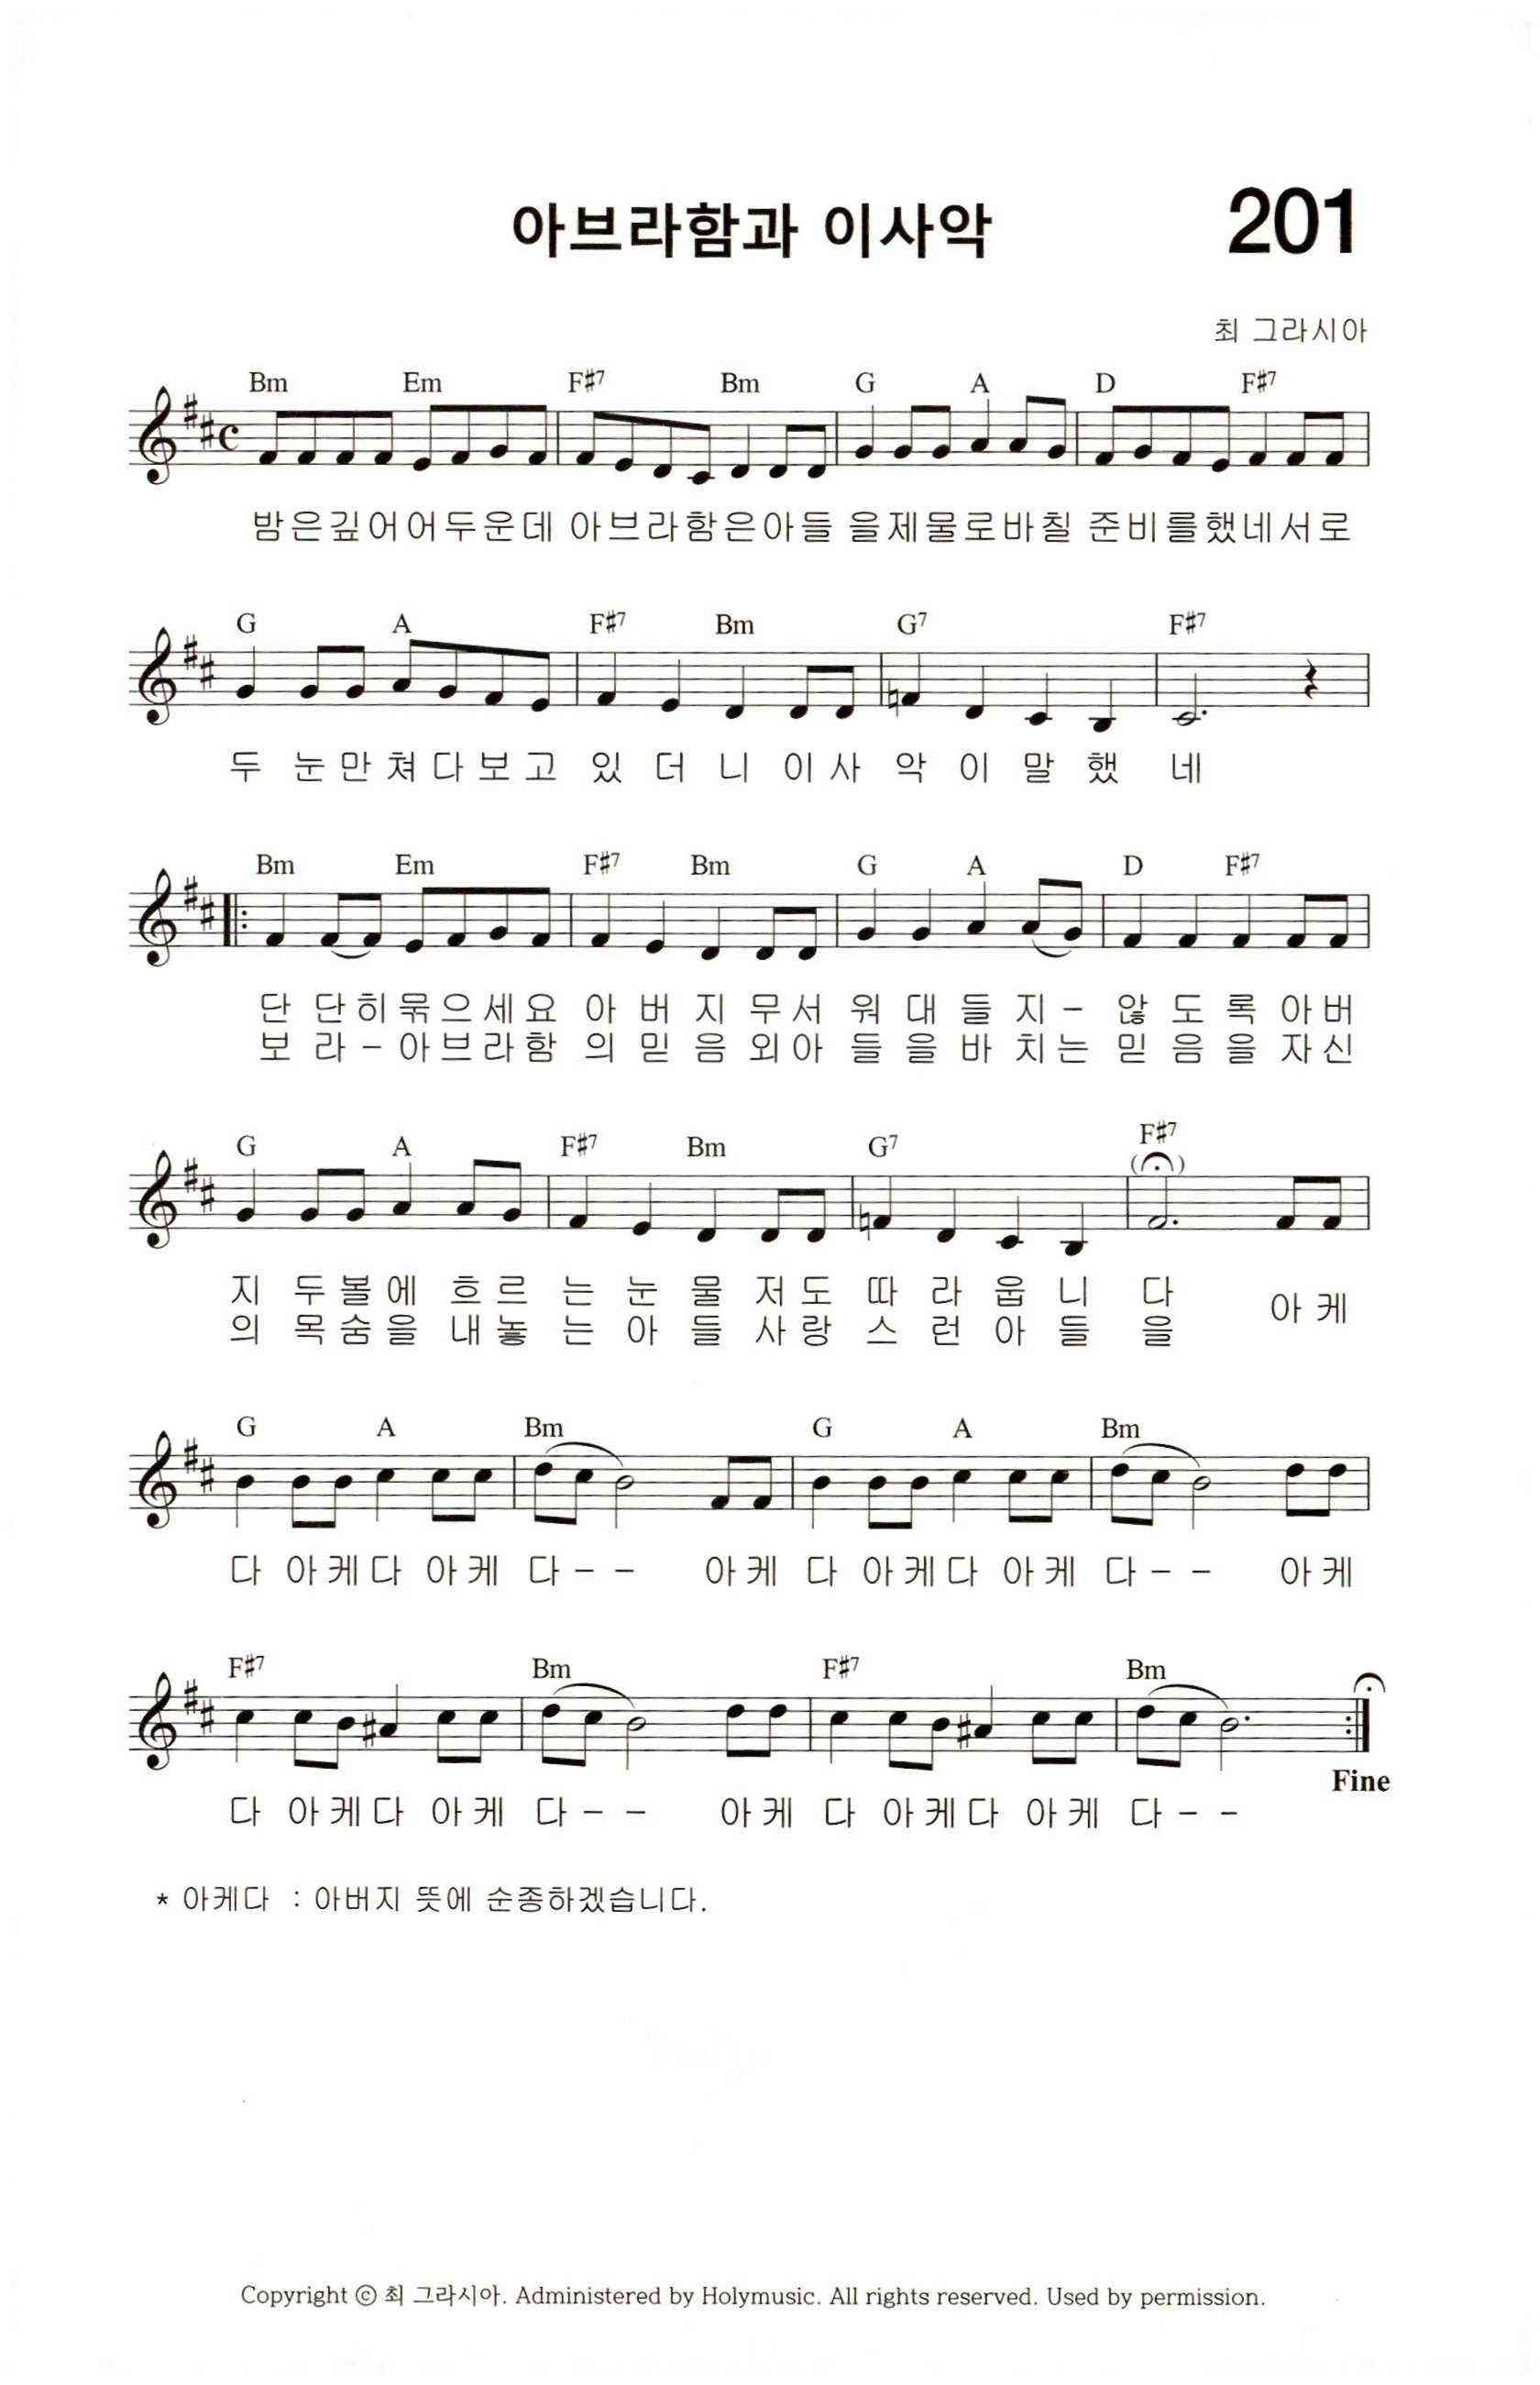 아브라함과 이사악
201
최 그라시아
Bm Em F#7 Bm G A D F#7
밤은깊어어두운데 아브라함은아들 을제물로바칠 준비를했네서로
G A F#7 Bm G7 F#7
두 눈만쳐다보고 있 더 니 이사 악 이 말 했 네
Bm Em F#7 Bm G A D F#7
단 단히묶으세요 아 버 지 무서 워 대 들 지- 않 도 록 아버
보 라-아브라함 의 믿 음 외아 들 을 바 치는 믿 음 을 자신
G A F#7 Bm G7 F#7
지 두볼에 흐르 는 눈 물 저도 따 라 웁 니 다 아케
의 목숨을 내놓 는 아 들 사랑 스 런 아 들 을
G A Bm G A Bm
다 아케다 아케 다-- 아케 다 아케다 아케 다-- 아케
F#7 Bm F#7 Bm
Fine
다 아케다 아케 다-- 아케 다 아케다 아케 다--
* 아케다 : 아버지 뜻에 순종하겠습니다.
Copyright ⓒ 최 그라시아. Administered by Holymusic. All rights reserved. Used by permission.